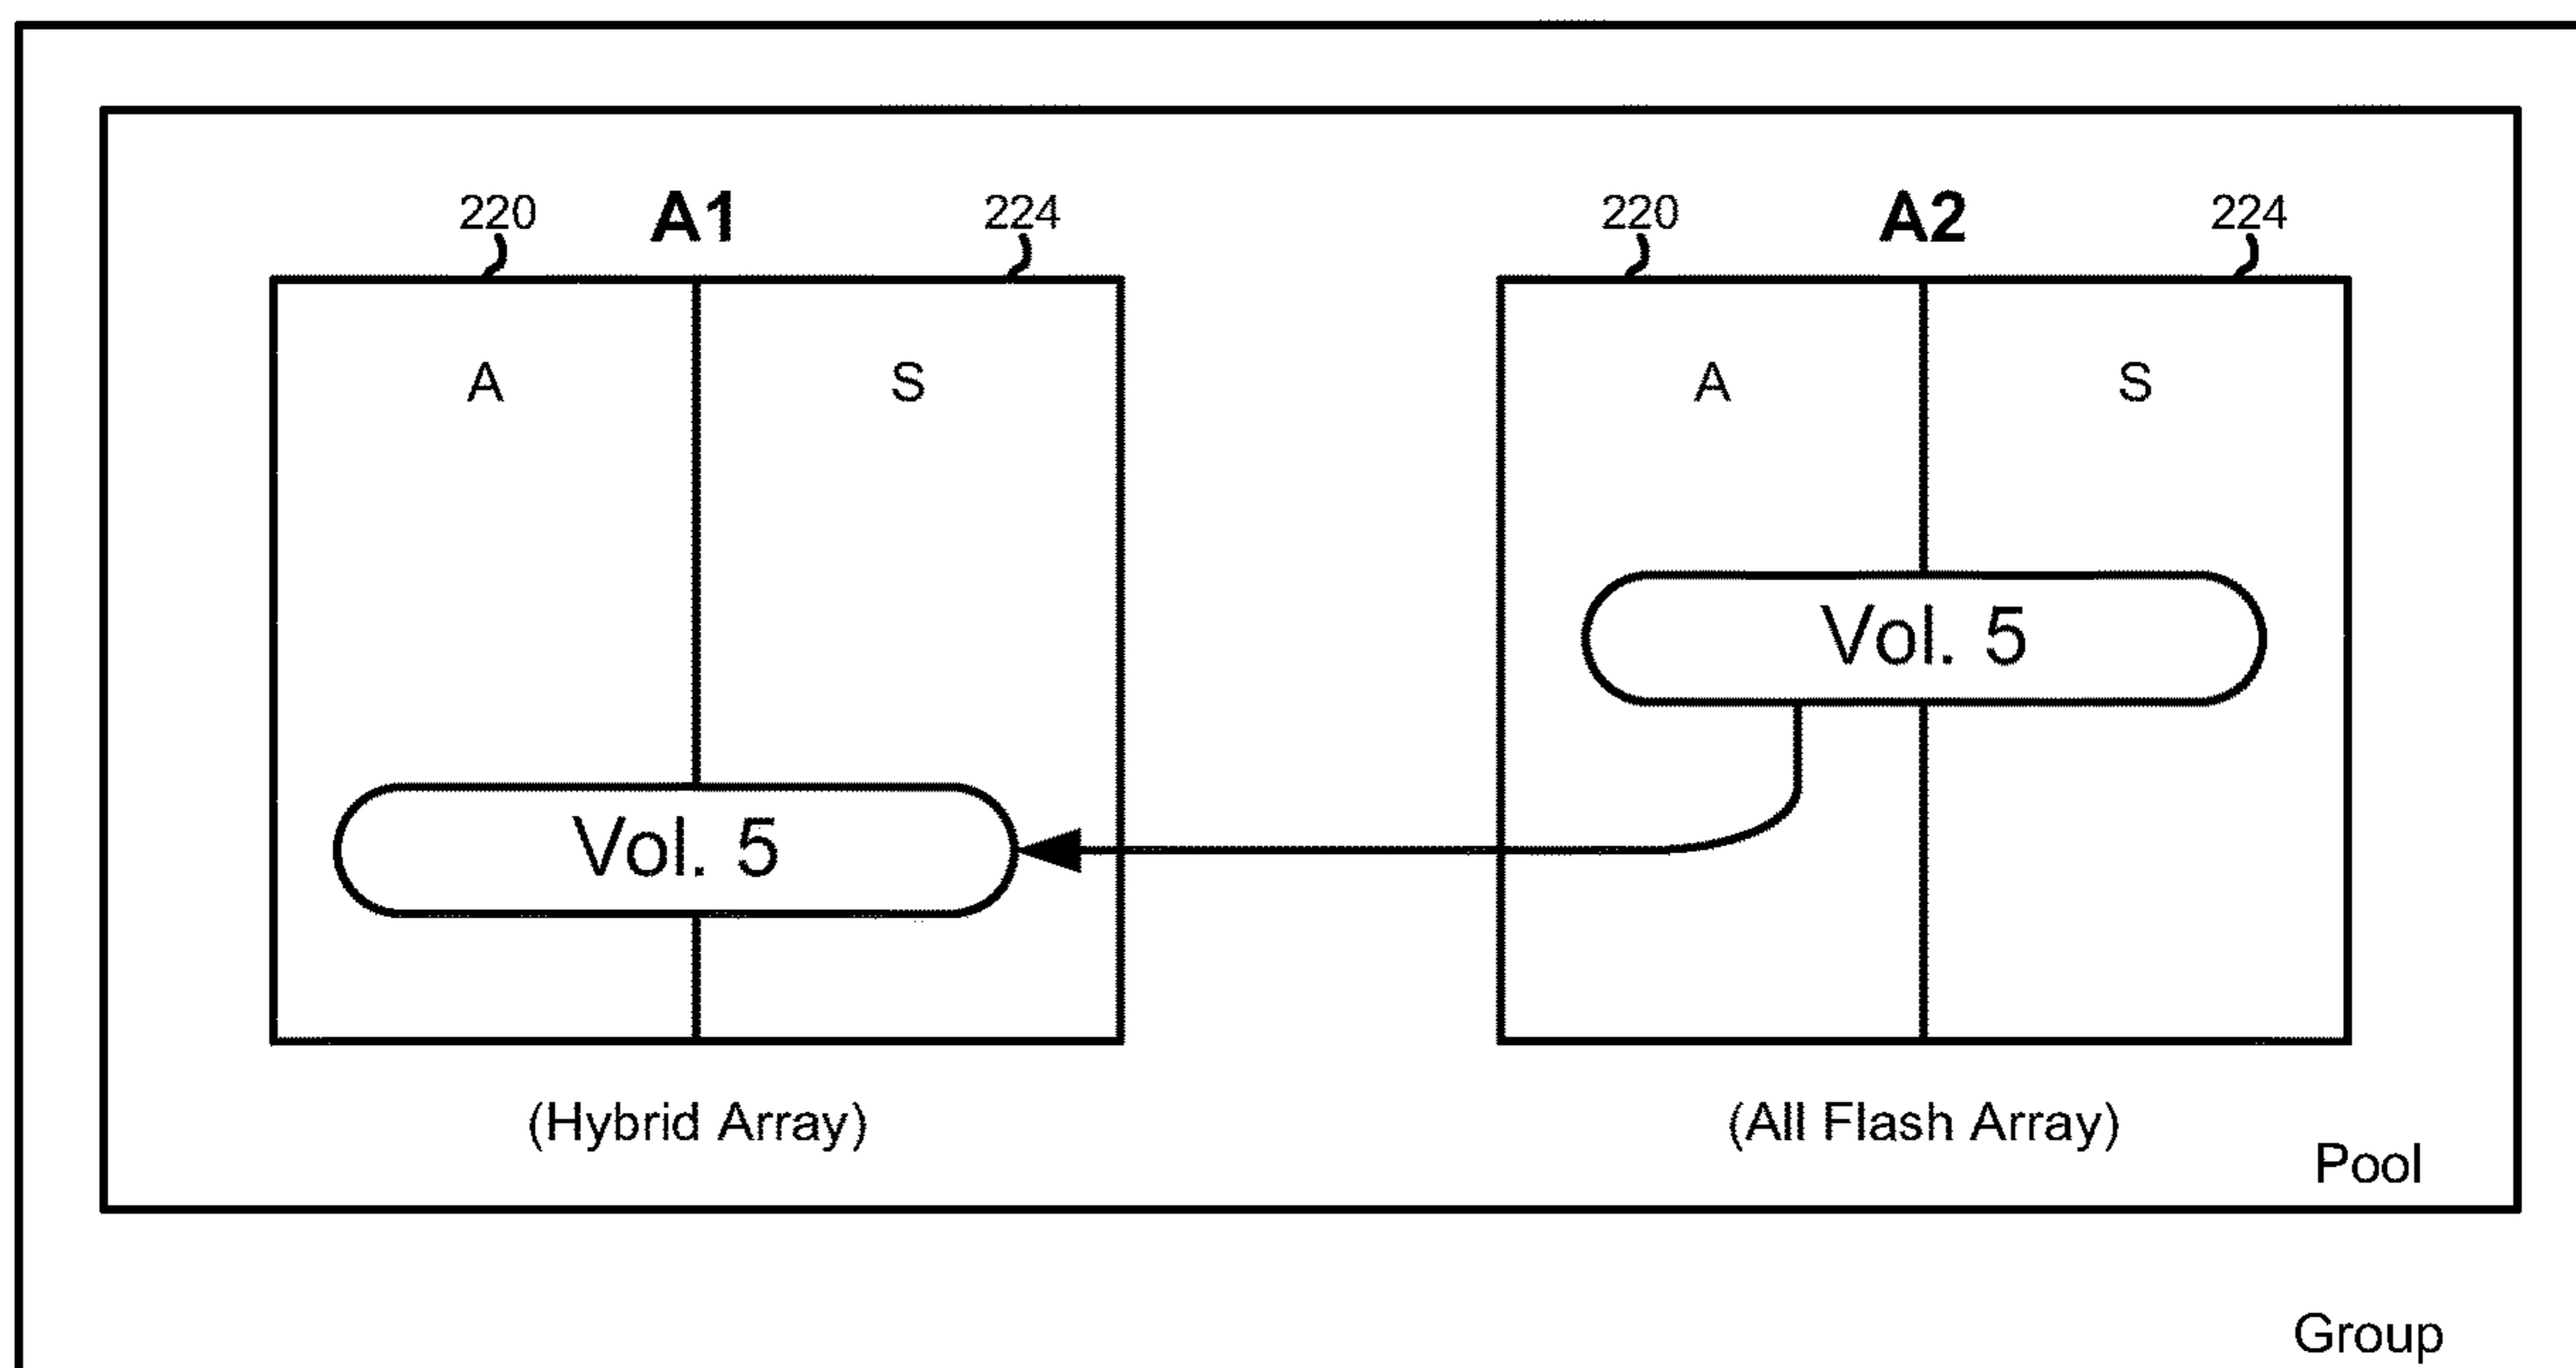 220 A1 224 220 A2 224
A S A S
Vol. 5
Vol. 5
(Hybrid Array) (All Flash Array)
Pool
Group